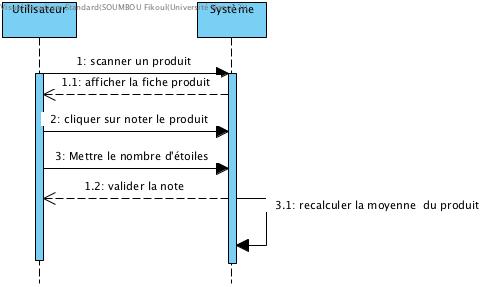 Standard(SOUMBOU Fikoul(Université
Utilisateur
Système
1: scanner un produit
1.1: afficher la fiche produit
2: cliquer sur noter le produit
3: Mettre le nombre d'étoiles
1.2: valider la note
3.1: recalculer la moyenne du produit